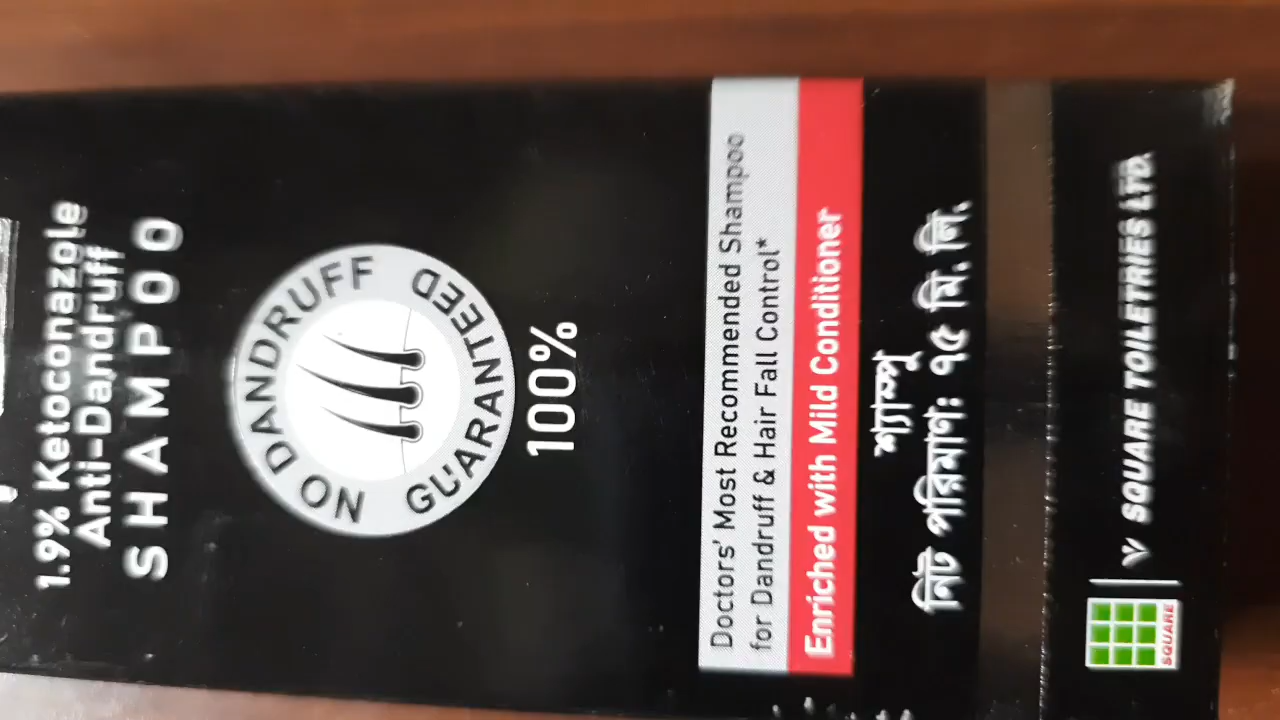 1.9% Ketoconazole
Anti-Dandruff
SHAMPOO
NO DANDRUFF
GUARANTEED
100%
Doctors' Most Recommended Shampoo
for Dandruff & Hair Fall Control*
Enriched with Mild Conditioner
শ্যাম্পু
নিট পরিমাণ: ৭৫ মি. লি.
SQUARE
SQUARE TOILETRIES LTD.